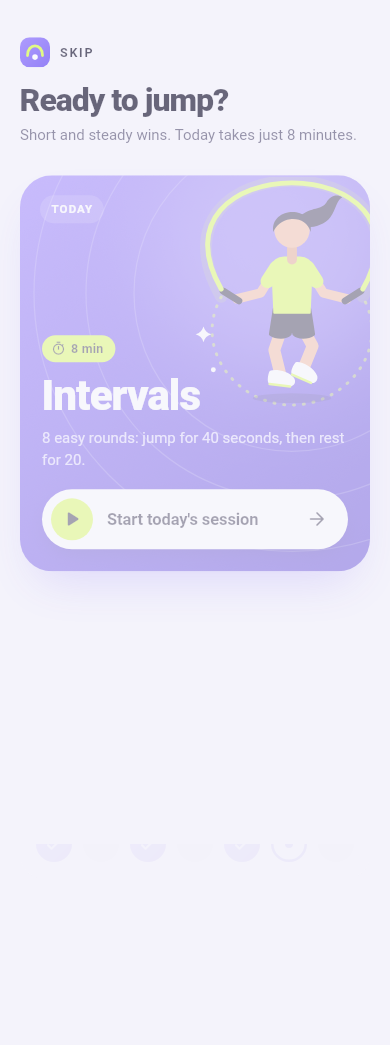 SKIP
Ready to jump?
Short and steady wins. Today takes just 8 minutes.
TODAY
8 min
Intervals
8 easy rounds: jump for 40 seconds, then rest
for 20.
Start today's session